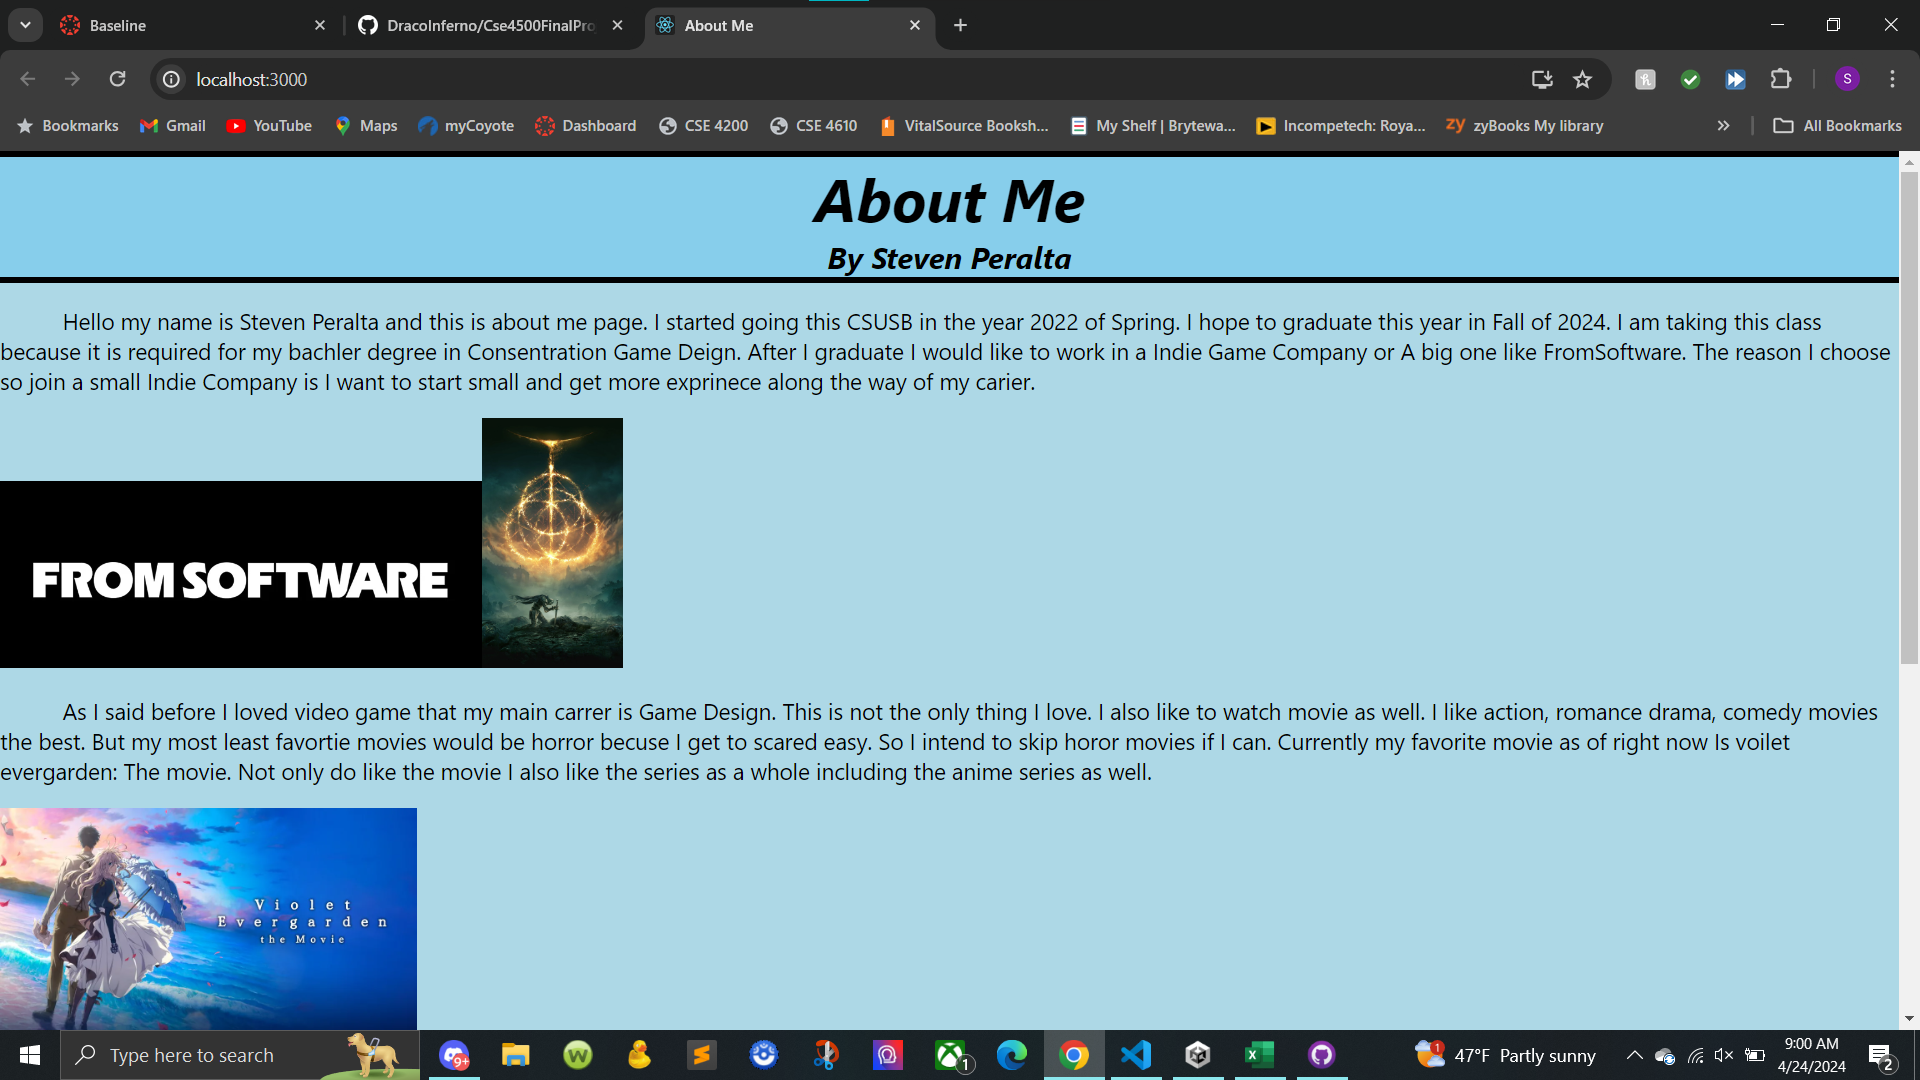 Baseline
DracoInferno/Cse4500FinalPro
About Me
localhost:3000
S
Bookmarks
Gmail
YouTube
Maps
myCoyote
Dashboard
CSE 4200
CSE 4610
VitalSource Booksh...
My Shelf | Brytewa...
Incompetech: Roya...
zy zyBooks My library
All Bookmarks
About Me
By Steven Peralta
Hello my name is Steven Peralta and this is about me page. I started going this CSUSB in the year 2022 of Spring. I hope to graduate this year in Fall of 2024. I am taking this class
because it is required for my bachler degree in Consentration Game Deign. After I graduate I would like to work in a Indie Game Company or A big one like FromSoftware. The reason I choose
so join a small Indie Company is I want to start small and get more exprinece along the way of my carier.
FROM SOFTWARE
As I said before I loved video game that my main carrer is Game Design. This is not the only thing I love. I also like to watch movie as well. I like action, romance drama, comedy movies
the best. But my most least favortie movies would be horror becuse I get to scared easy. So I intend to skip horor movies if I can. Currently my favorite movie as of right now Is voilet
evergarden: The movie. Not only do like the movie I also like the series as a whole including the anime series as well.
Violet
Evergarden
the Movie
Type here to search
9+
W
1
1
47°F Partly sunny
9:00 AM
4/24/2024
2